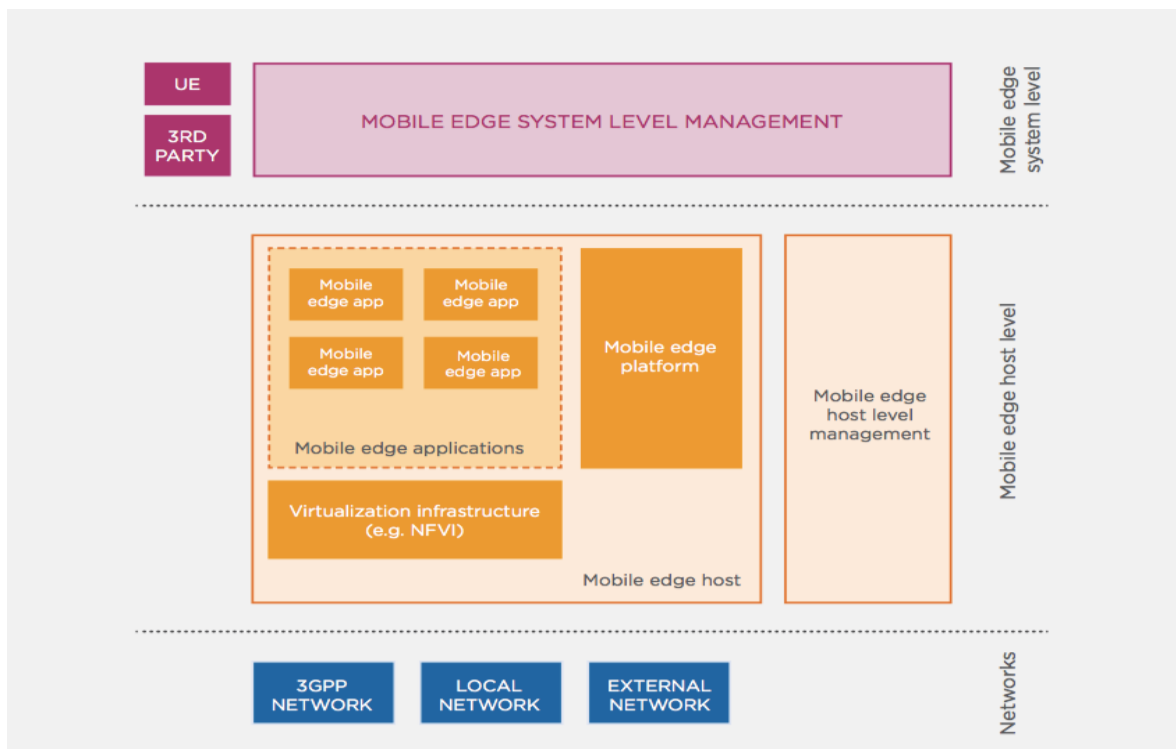 UE
3RD
PARTY
MOBILE EDGE SYSTEM LEVEL MANAGEMENT
Mobile edge
system level
Mobile
edge app
Mobile
edge app
Mobile
edge app
Mobile
edge app
Mobile edge applications
Mobile edge
platform
Virtualization infrastructure
(e.g. NFVI)
Mobile edge host
Mobile edge
host level
management
Mobile edge host level
3GPP
NETWORK
LOCAL
NETWORK
EXTERNAL
NETWORK
Networks